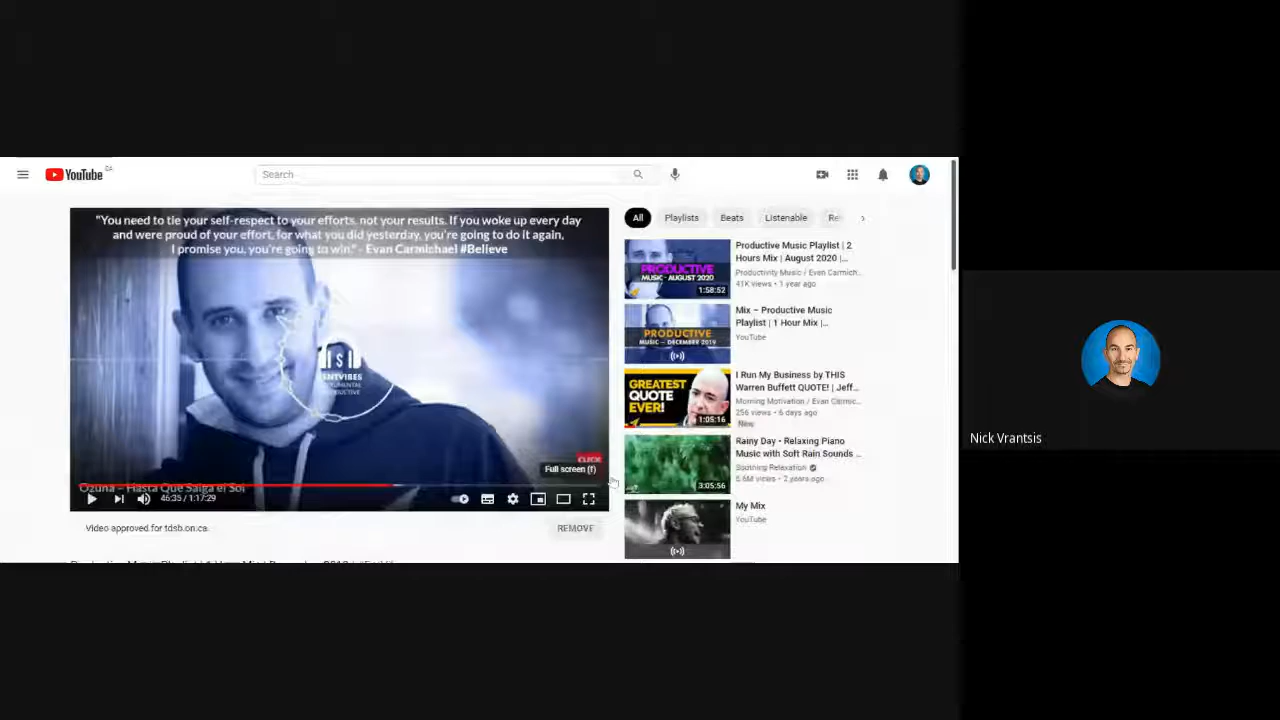 YouTube
CA
Search
"You need to tie your self-respect to your efforts, not your results. If you woke up every day
and were proud of your effort, for what you did yesterday, you're going to do it again,
I promise you, you're going to win." - Evan Carmichael #Believe
ENTVIBES
Ozuna – Hasta Que Salga el Sol
CLICK
Full screen (f)
46:35 / 1:17:29
Video approved for tdsb.on.ca.
REMOVE
All
Playlists
Beats
Listenable
Re
PRODUCTIVE
MUSIC - AUGUST 2020
1:58:52
Productive Music Playlist | 2
Hours Mix | August 2020 |...
Productivity Music / Evan Carmich...
41K views • 1 year ago
PRODUCTIVE
MUSIC – DECEMBER 2019
Mix – Productive Music
Playlist | 1 Hour Mix |...
YouTube
GREATEST
QUOTE
EVER!
1:05:16
I Run My Business by THIS
Warren Buffett QUOTE! | Jeff...
Morning Motivation / Evan Carmic...
256 views • 6 days ago
New
3:05:56
Rainy Day • Relaxing Piano
Music with Soft Rain Sounds ...
Soothing Relaxation
5.6M views • 2 years ago
My Mix
YouTube
Nick Vrantsis